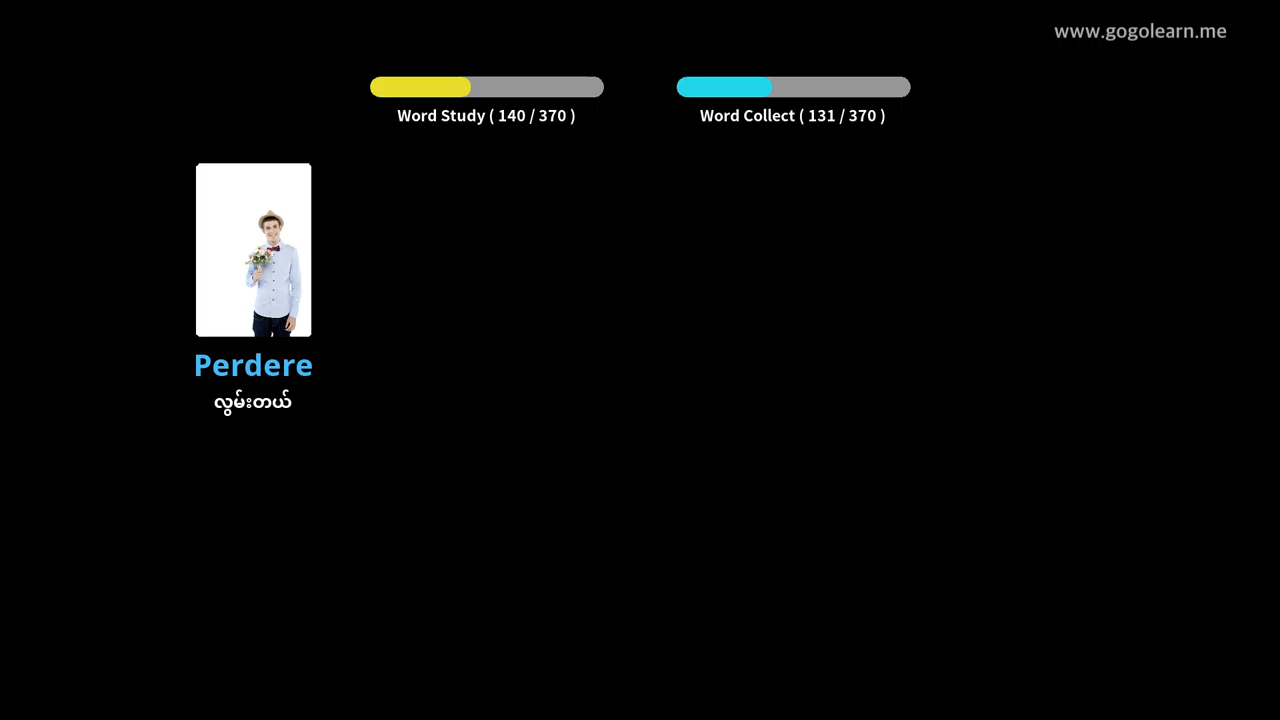 www.gogolearn.me
Word Study ( 140 / 370 )
Word Collect ( 131 / 370 )
Perdere
လွမ်းတယ်